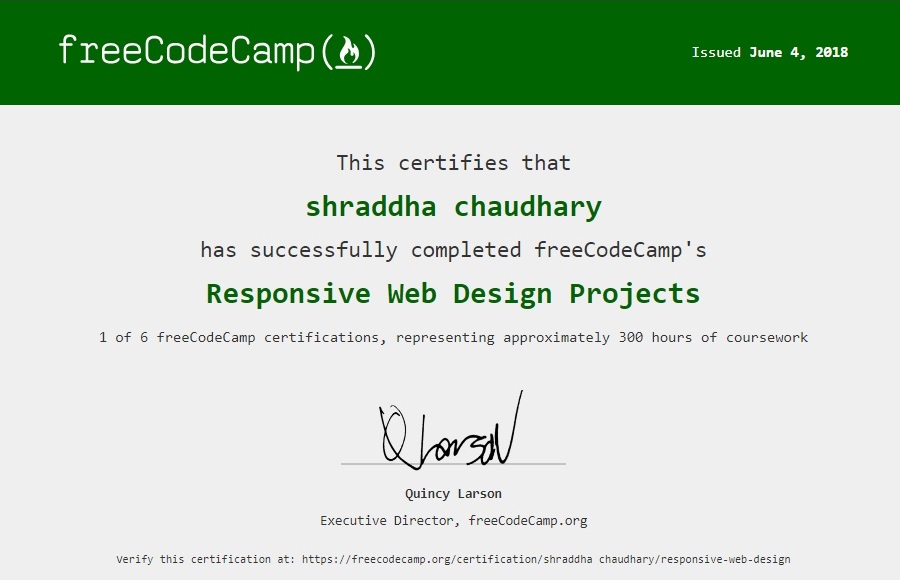 freeCodeCamp(🔥)
Issued June 4, 2018
This certifies that
shraddha chaudhary
has successfully completed freeCodeCamp's
Responsive Web Design Projects
1 of 6 freeCodeCamp certifications, representing approximately 300 hours of coursework
QLarson
Quincy Larson
Executive Director, freeCodeCamp.org
Verify this certification at: https://freecodecamp.org/certification/shraddha chaudhary/responsive-web-design